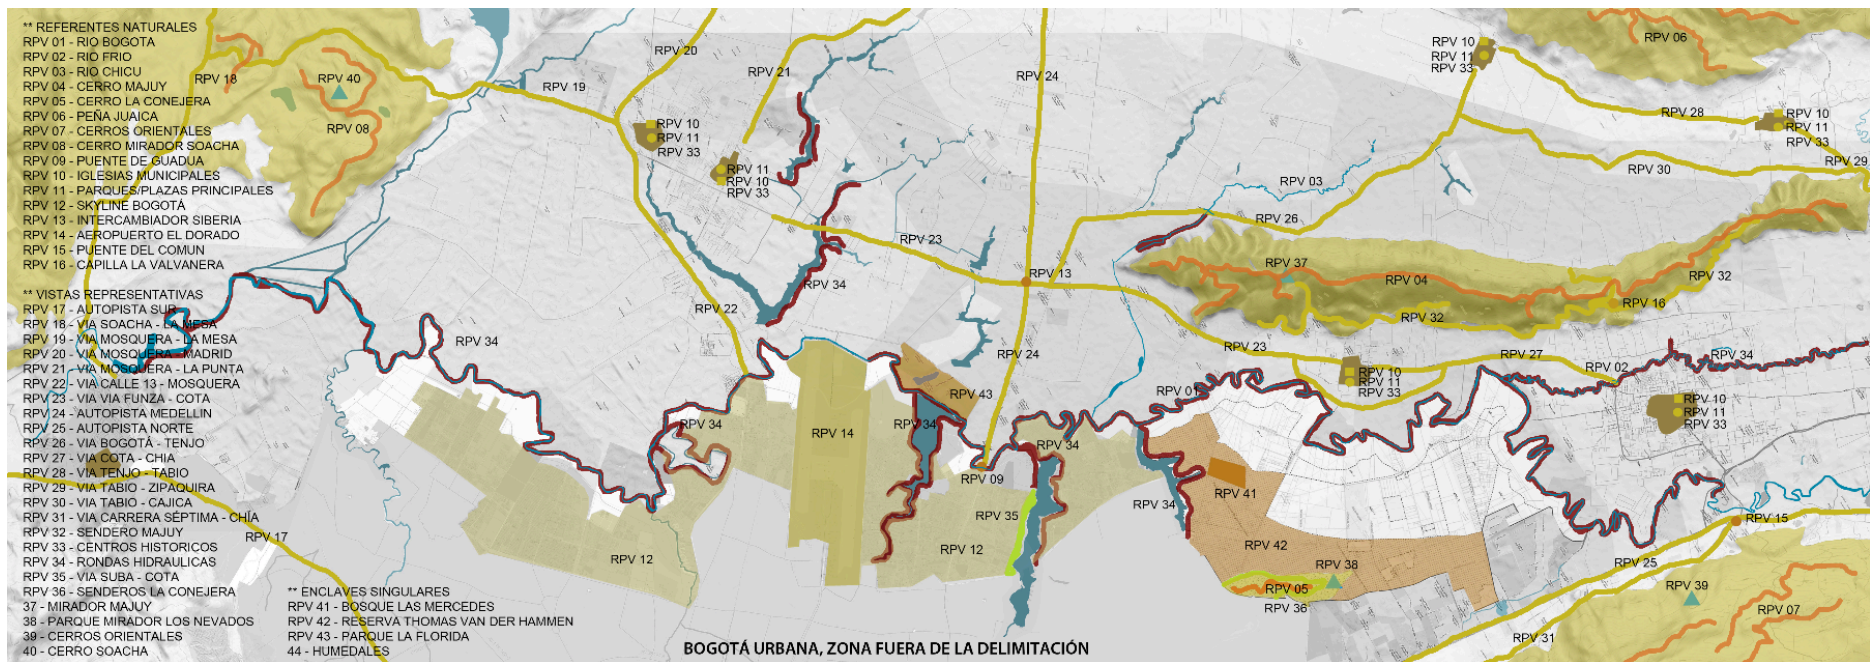 ** REFERENTES NATURALES
RPV 01 - RIO BOGOTA
RPV 02 - RIO FRIO
RPV 03 - RIO CHICU
RPV 04 - CERRO MAJUY
RPV 05 - CERRO LA CONEJERA
RPV 06 - PEÑA JUAICA
RPV 07 - CERROS ORIENTALES
RPV 08 - CERRO MIRADOR SOACHA
RPV 09 - PUENTE DE GUADUA
RPV 10 - IGLESIAS MUNICIPALES
RPV 11 - PARQUES/PLAZAS PRINCIPALES
RPV 12 - SKYLINE BOGOTÁ
RPV 13 - INTERCAMBIADOR SIBERIA
RPV 14 - AEROPUERTO EL DORADO
RPV 15 - PUENTE DEL COMUN
RPV 16 - CAPILLA LA VALVANERA
** VISTAS REPRESENTATIVAS
RPV 17 - AUTOPISTA SUR
RPV 18 - VIA SOACHA - LA MESA
RPV 19 - VIA MOSQUERA - LA MESA
RPV 20 - VIA MOSQUERA - MADRID
RPV 21 - VIA MOSQUERA - LA PUNTA
RPV 22 - VIA CALLE 13 - MOSQUERA
RPV 23 - VIA VIA FUNZA - COTA
RPV 24 - AUTOPISTA MEDELLIN
RPV 25 - AUTOPISTA NORTE
RPV 26 - VIA BOGOTÁ - TENJO
RPV 27 - VIA COTA - CHIA
RPV 28 - VIA TENJO - TABIO
RPV 29 - VIA TABIO - ZIPAQUIRA
RPV 30 - VIA TABIO - CAJICA
RPV 31 - VIA CARRERA SÉPTIMA - CHÍA
RPV 32 - SENDERO MAJUY
RPV 33 - CENTROS HISTORICOS
RPV 34 - RONDAS HIDRAULICAS
RPV 35 - VIA SUBA - COTA
RPV 36 - SENDEROS LA CONEJERA
37 - MIRADOR MAJUY
38 - PARQUE MIRADOR LOS NEVADOS
39 - CERROS ORIENTALES
40 - CERRO SOACHA
** ENCLAVES SINGULARES
RPV 41 - BOSQUE LAS MERCEDES
RPV 42 - RESERVA THOMAS VAN DER HAMMEN
RPV 43 - PARQUE LA FLORIDA
44 - HUMEDALES
BOGOTÁ URBANA, ZONA FUERA DE LA DELIMITACIÓN
RPV 18
RPV 40
RPV 08
RPV 19
RPV 20
RPV 21
RPV 24
RPV 10
RPV 11
RPV 33
RPV 06
RPV 28
RPV 10
RPV 11
RPV 33
RPV 29
RPV 30
RPV 10
RPV 11
RPV 33
RPV 11
RPV 10
RPV 33
RPV 03
RPV 26
RPV 23
RPV 13
RPV 34
RPV 22
RPV 37
RPV 04
RPV 32
RPV 16
RPV 32
RPV 34
RPV 24
RPV 23
RPV 27
RPV 02
RPV 34
RPV 10
RPV 11
RPV 33
RPV 01
RPV 43
RPV 10
RPV 11
RPV 33
RPV 34
RPV 14
RPV 34
RPV 34
RPV 09
RPV 41
RPV 34
RPV 35
RPV 15
RPV 17
RPV 12
RPV 12
RPV 42
RPV 38
RPV 05
RPV 36
RPV 25
RPV 39
RPV 07
RPV 31